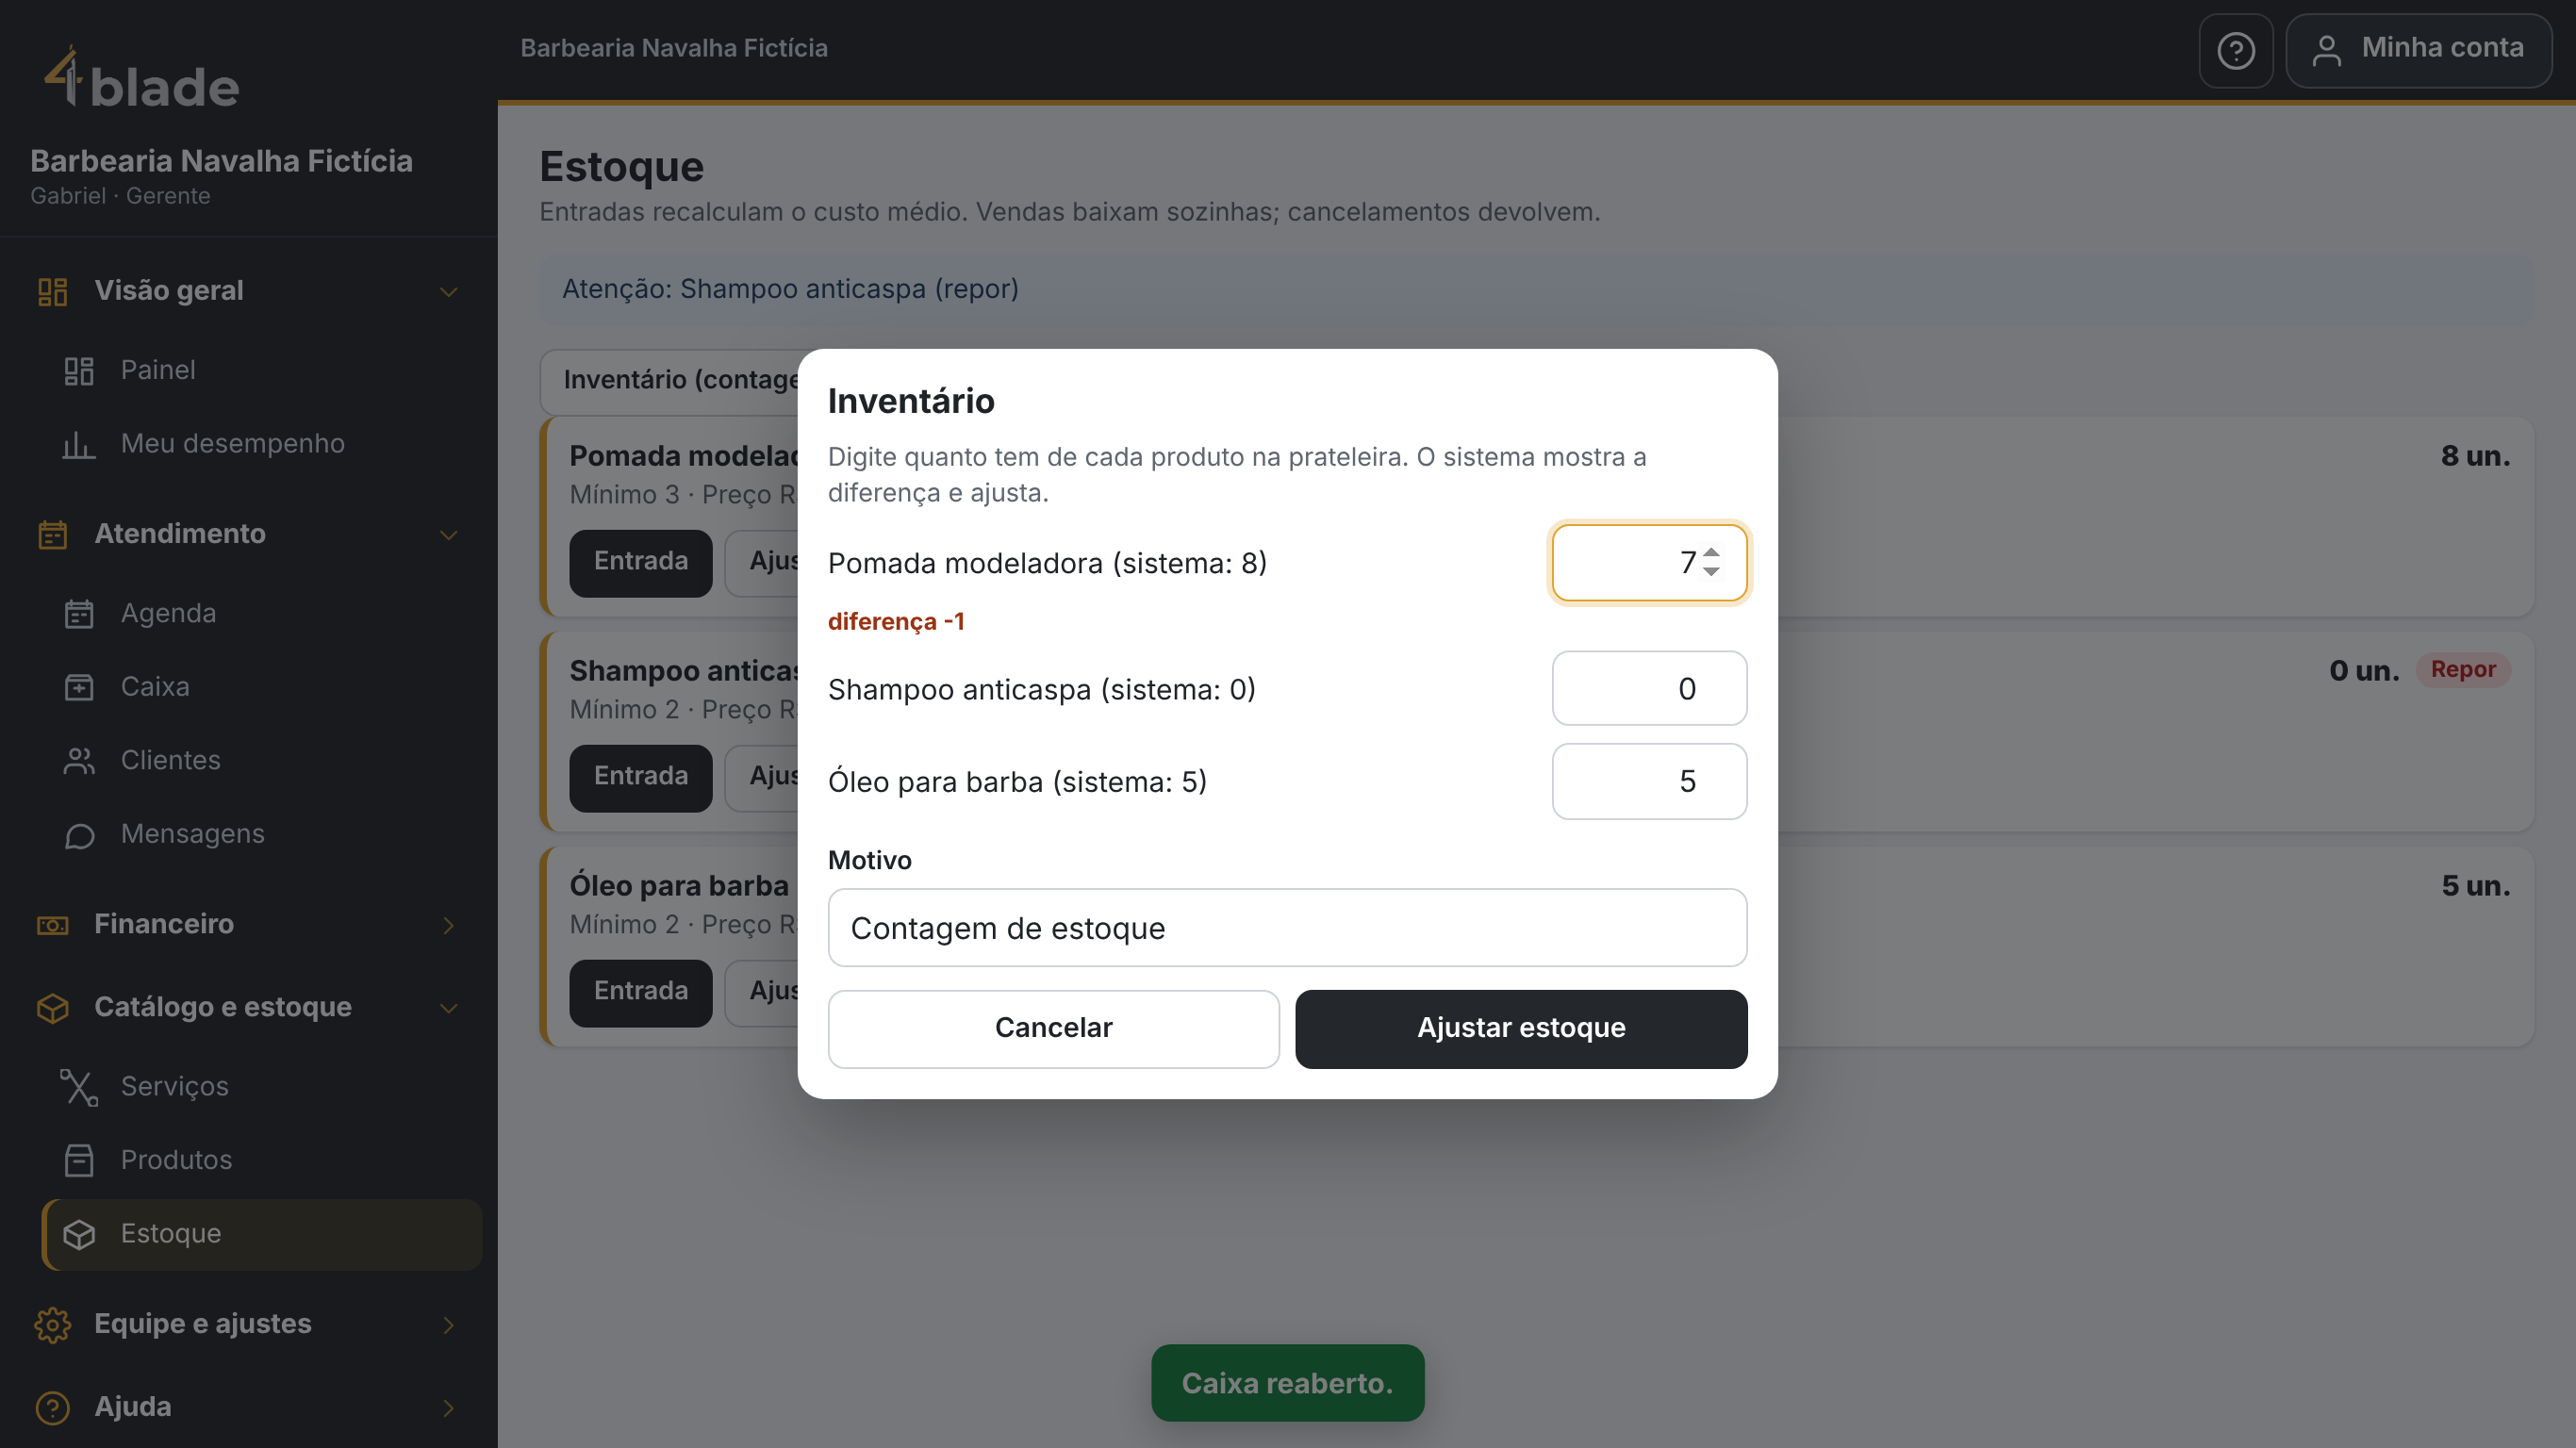 4blade
Barbearia Navalha Fictícia
Gabriel · Gerente
Visão geral
Painel
Meu desempenho
Atendimento
Agenda
Caixa
Clientes
Mensagens
Financeiro
Catálogo e estoque
Serviços
Produtos
Estoque
Equipe e ajustes
Ajuda
Barbearia Navalha Fictícia
Minha conta
Estoque
Entradas recalculam o custo médio. Vendas baixam sozinhas; cancelamentos devolvem.
Atenção: Shampoo anticaspa (repor)
Inventário (contage
Pomada modela
8 un.
Mínimo 3 · Preço R
Entrada
Ajus
Shampoo antica
0 un.
Repor
Mínimo 2 · Preço R
Entrada
Ajus
Óleo para barba
5 un.
Mínimo 2 · Preço R
Entrada
Ajus
Inventário
Digite quanto tem de cada produto na prateleira. O sistema mostra a
diferença e ajusta.
Pomada modeladora (sistema: 8)
7
diferença -1
Shampoo anticaspa (sistema: 0)
0
Óleo para barba (sistema: 5)
5
Motivo
Contagem de estoque
Cancelar
Ajustar estoque
Caixa reaberto.